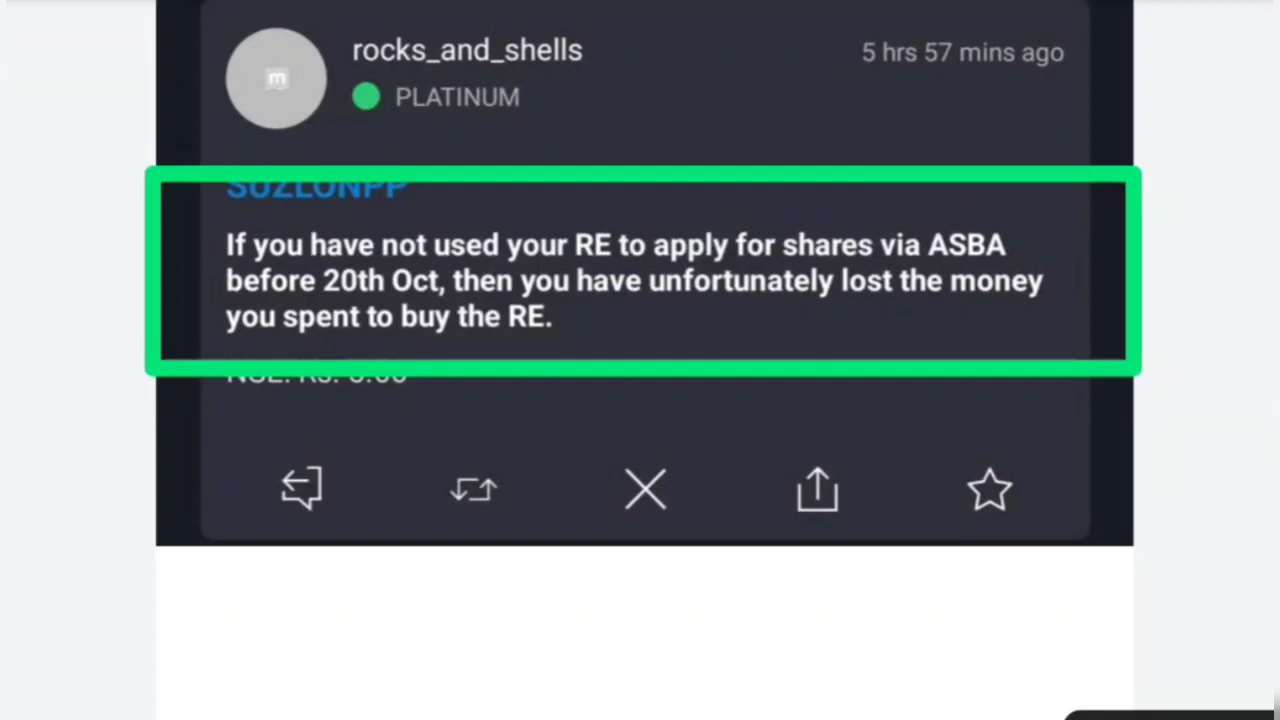 rocks_and_shells
5 hrs 57 mins ago
m
PLATINUM
SUZLONPP
If you have not used your RE to apply for shares via ASBA
before 20th Oct, then you have unfortunately lost the money
you spent to buy the RE.